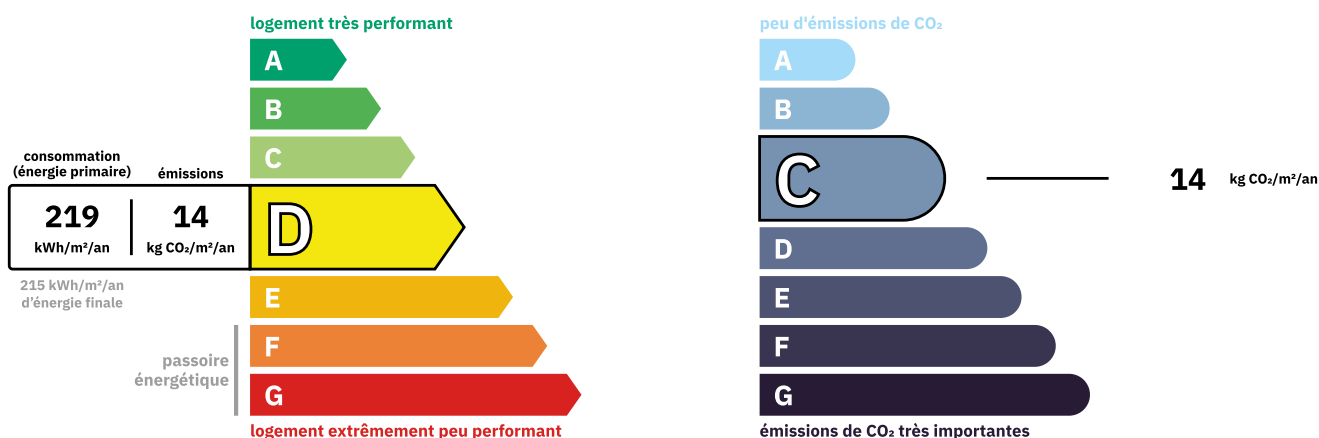 logement très performant
A
B
C
consommation
(énergie primaire)
émissions
219
kWh/m²/an
14
kg CO₂/m²/an
D
215 kWh/m²/an
d'énergie finale
E
passoire
énergétique
F
G
logement extrêmement peu performant
peu d'émissions de CO₂
A
B
C
14 kg CO₂/m²/an
D
E
F
G
émissions de CO₂ très importantes